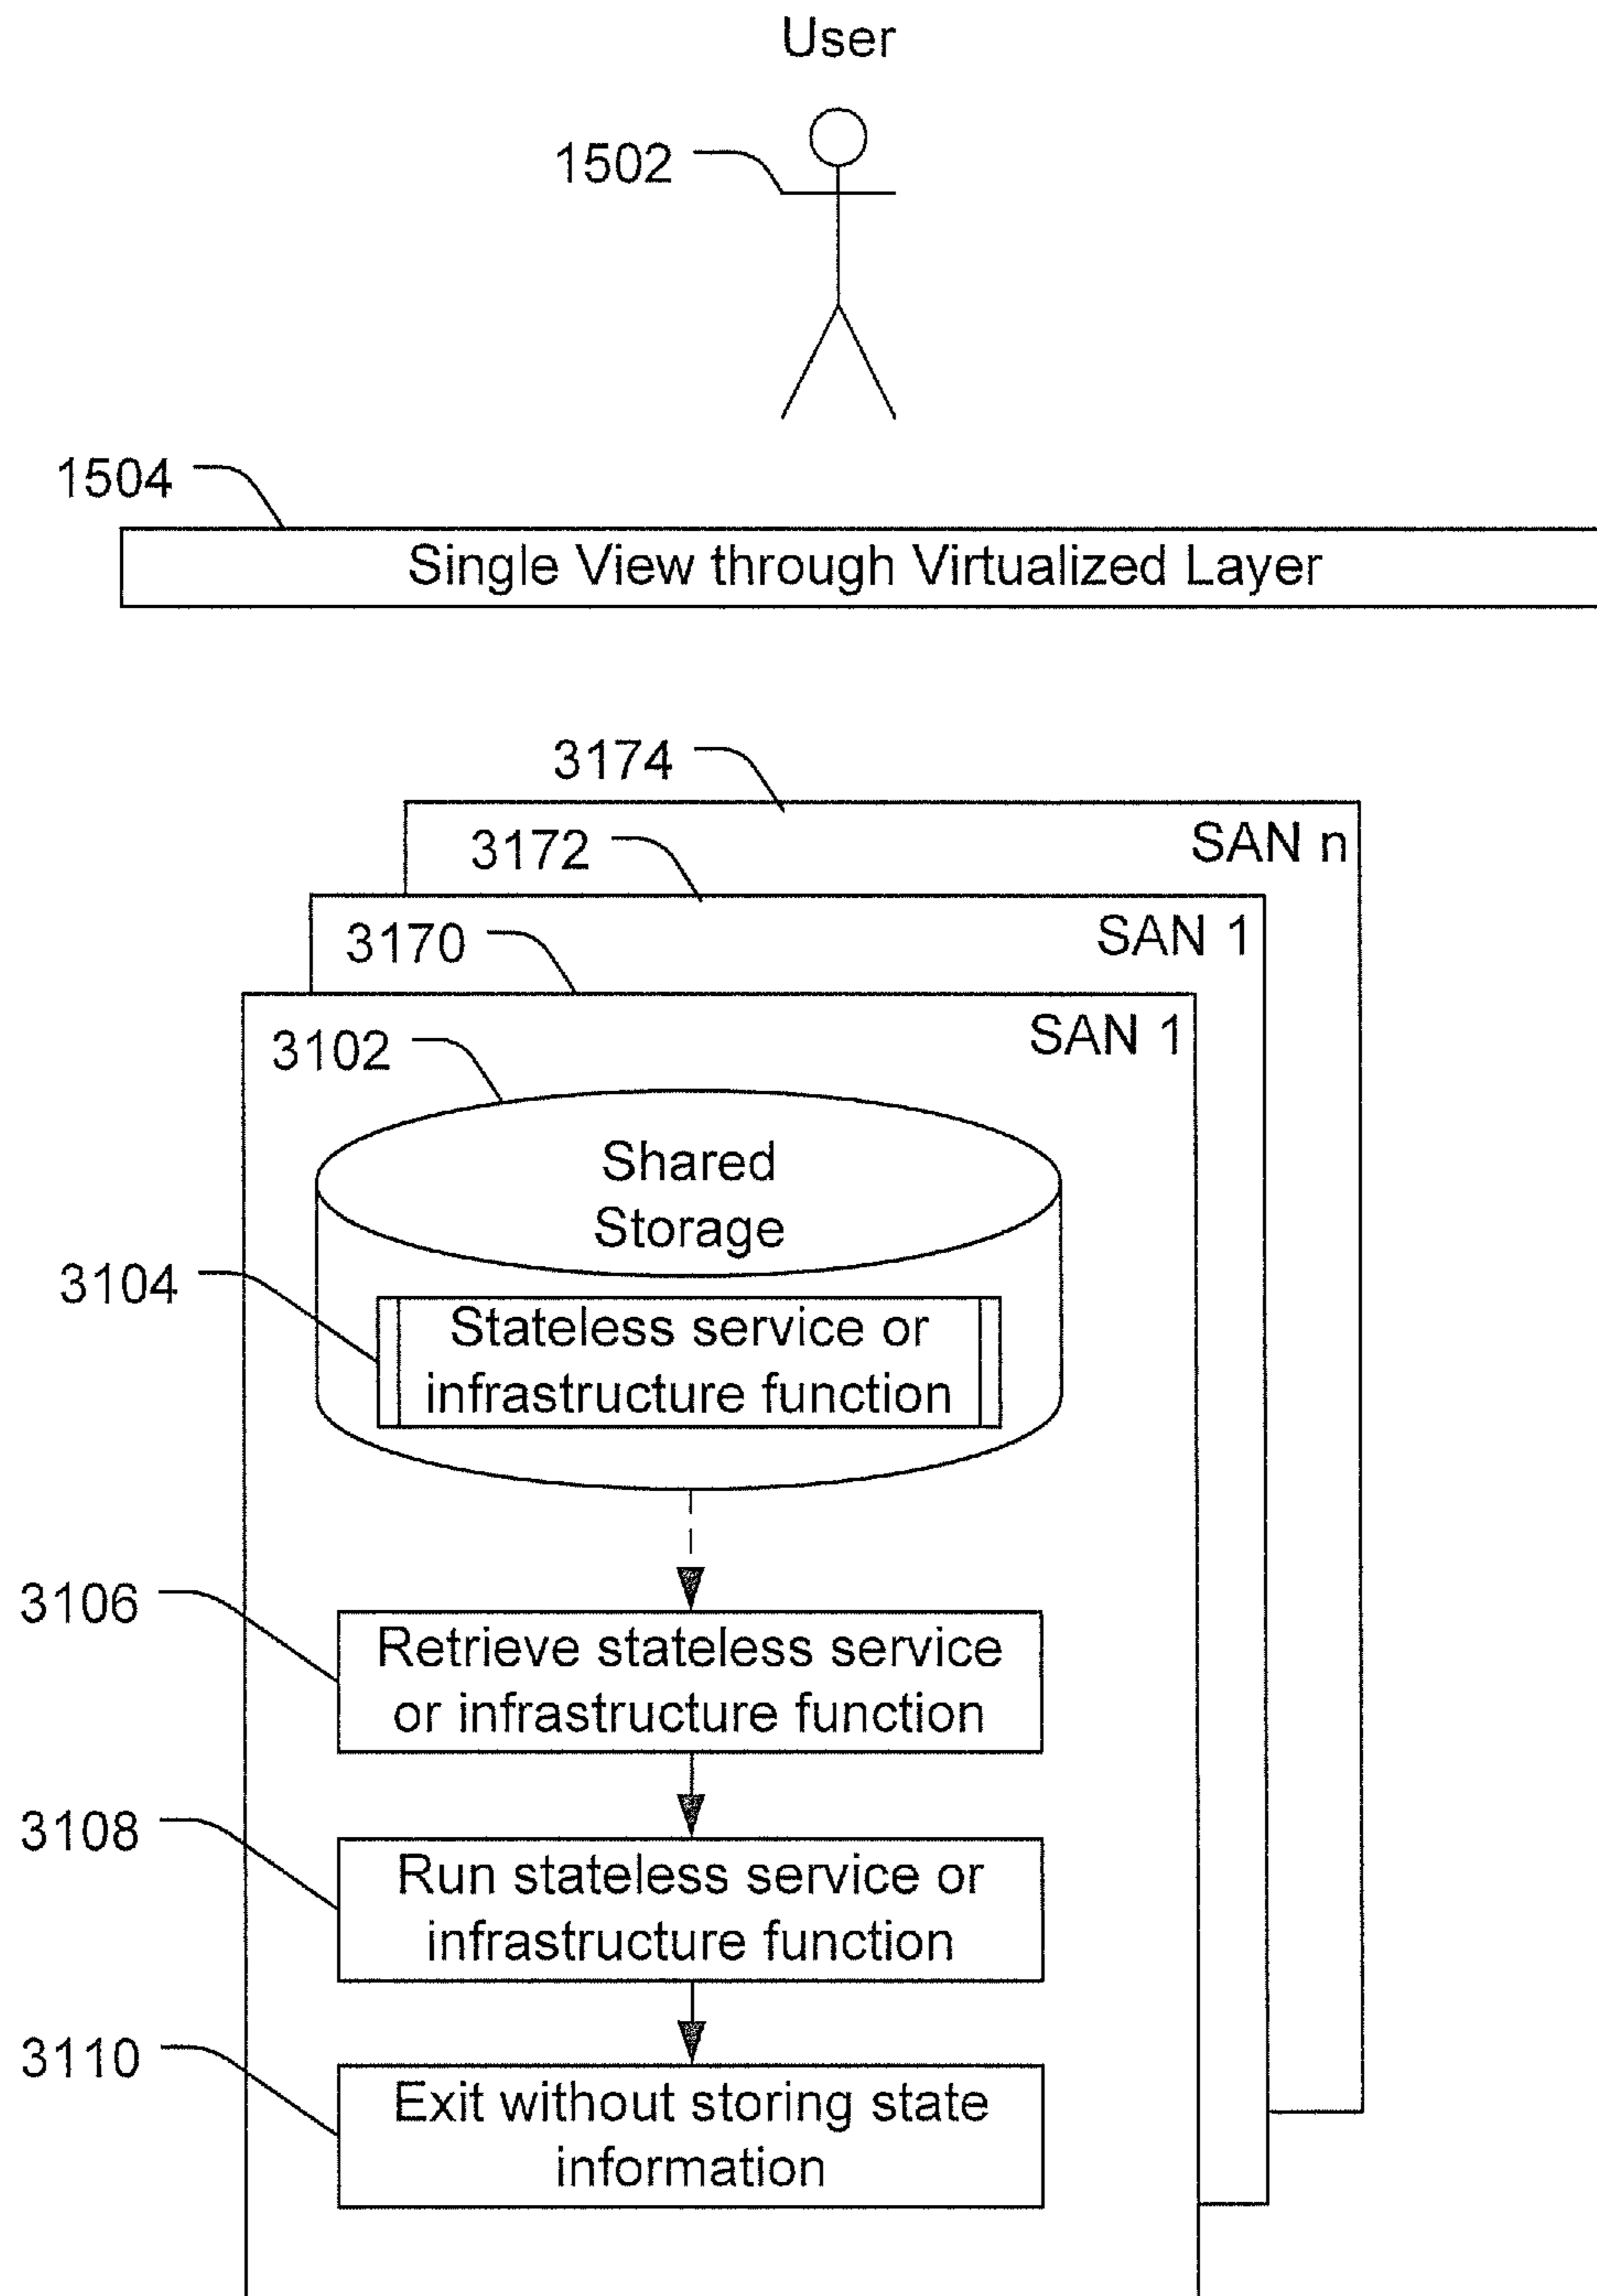 User
1502
1504
Single View through Virtualized Layer
3174
SAN n
3172
SAN 1
3170
SAN 1
3102
Shared
Storage
3104
Stateless service or
infrastructure function
3106
Retrieve stateless service
or infrastructure function
3108
Run stateless service or
infrastructure function
3110
Exit without storing state
information